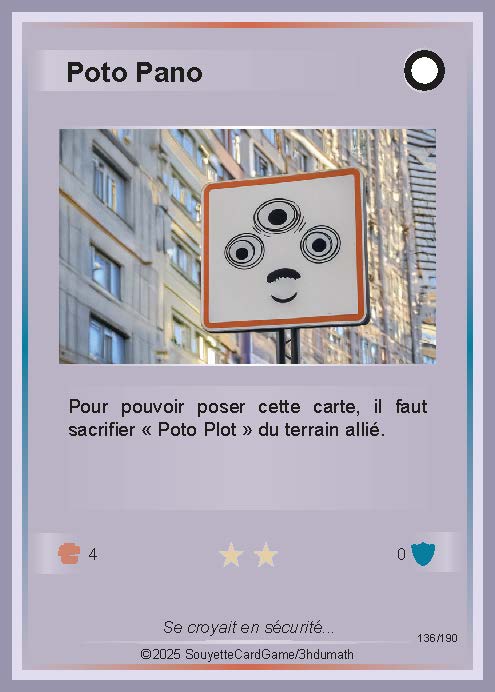 Poto Pano
Pour pouvoir poser cette carte, il faut
sacrifier « Poto Plot » du terrain allié.
4
0
Se croyait en sécurité...
136/190
©2025 SouyetteCardGame/3hdumath